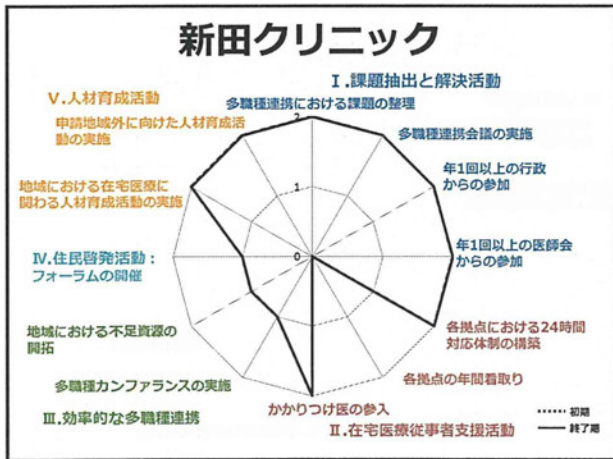 新田クリニック
Ⅰ.課題抽出と解決活動
Ⅴ.人材育成活動
多職種連携における課題の整理
申請地域外に向けた人材育成活
動の実施
2
多職種連携会議の実施
地域における在宅医療に
関わる人材育成活動の実施
1
年1回以上の行政
からの参加
Ⅳ.住民啓発活動：
フォーラムの開催
0
年1回以上の医師会
からの参加
地域における不足資源の
開拓
各拠点における24時間
対応体制の構築
多職種カンファランスの実施
各拠点の年間看取り
かかりつけ医の参入
Ⅲ.効率的な多職種連携
Ⅱ.在宅医療従事者支援活動
初期
終了期